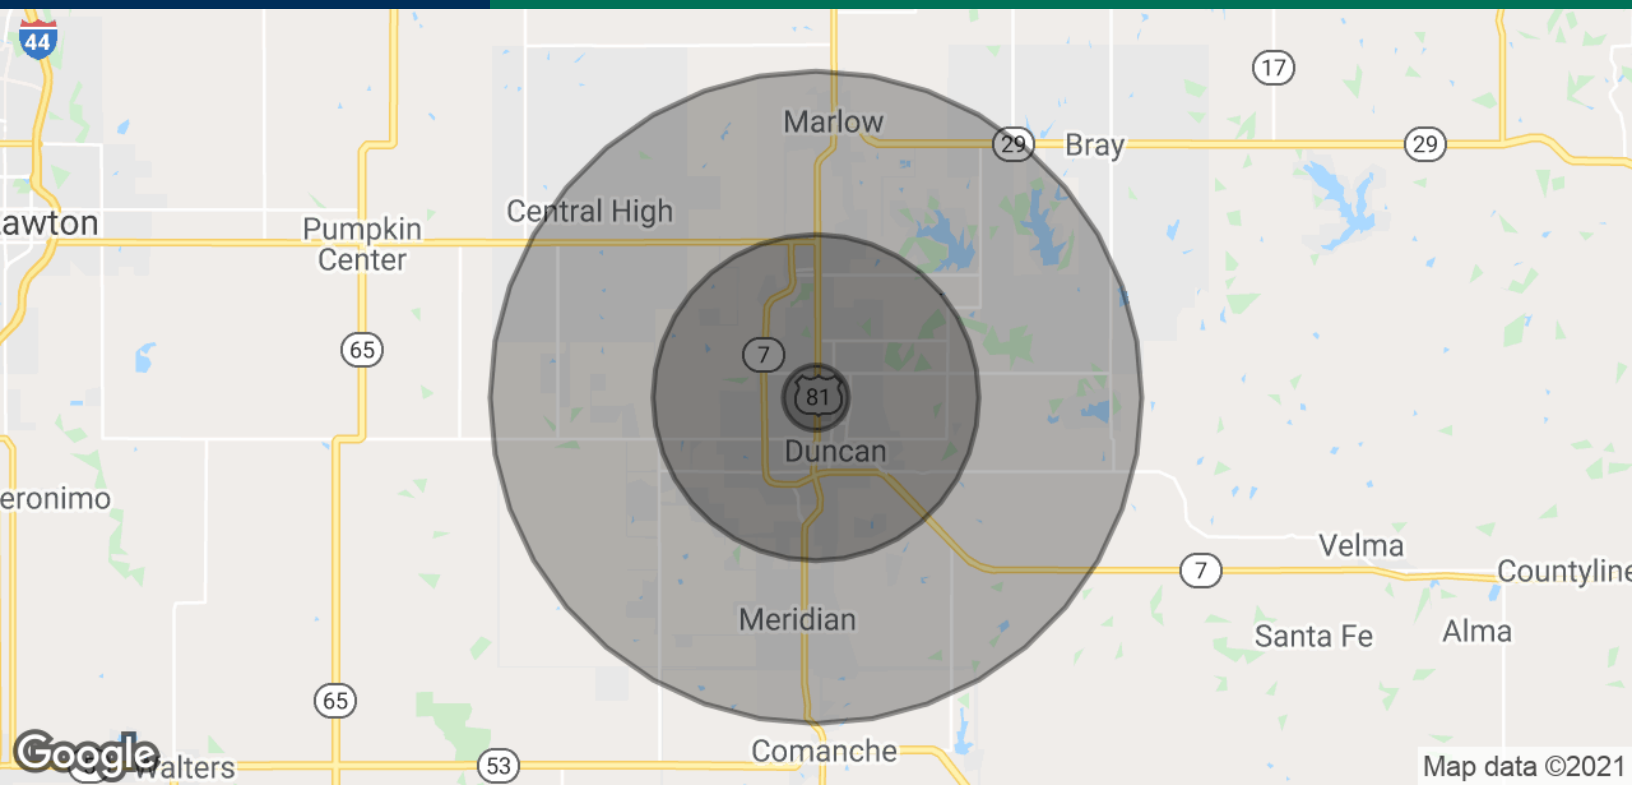 44
17
Marlow
29
Bray
29
Central High
awton
Pumpkin
Center
65
7
81
Duncan
eronimo
Velma
7
Countyline
Meridian
Santa Fe
Alma
65
Comanche
Google
Walters
53
Map data ©2021